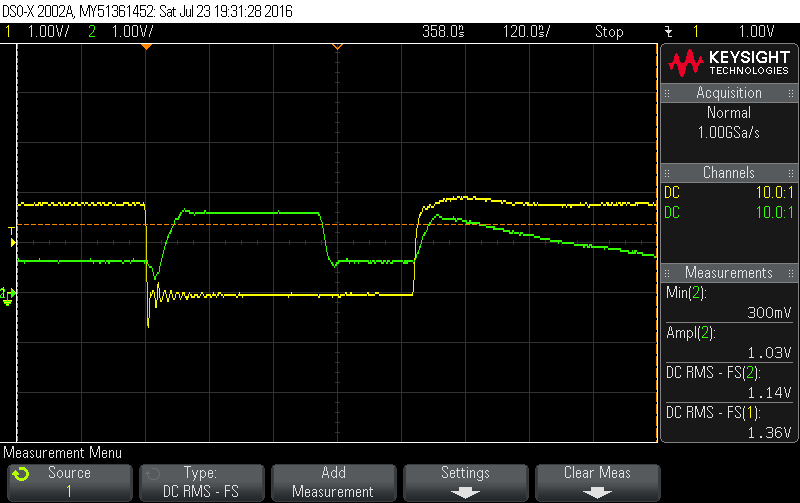 DSO-X 2002A, MY51361452: Sat Jul 23 19:31:28 2016
1 1.00V/ 2 1.00V/ 358.0ns 120.0ns/ Stop 1 1.00V
KEYSIGHT
TECHNOLOGIES
Acquisition
Normal
1.00GSa/s
Channels
DC 10.0:1
DC 10.0:1
Measurements
Min(2):
300mV
Ampl(2):
1.03V
DC RMS - FS(2):
1.14V
DC RMS - FS(1):
1.36V
T
Measurement Menu
Source
1
Type:
DC RMS - FS
Add
Measurement
Settings
Clear Meas